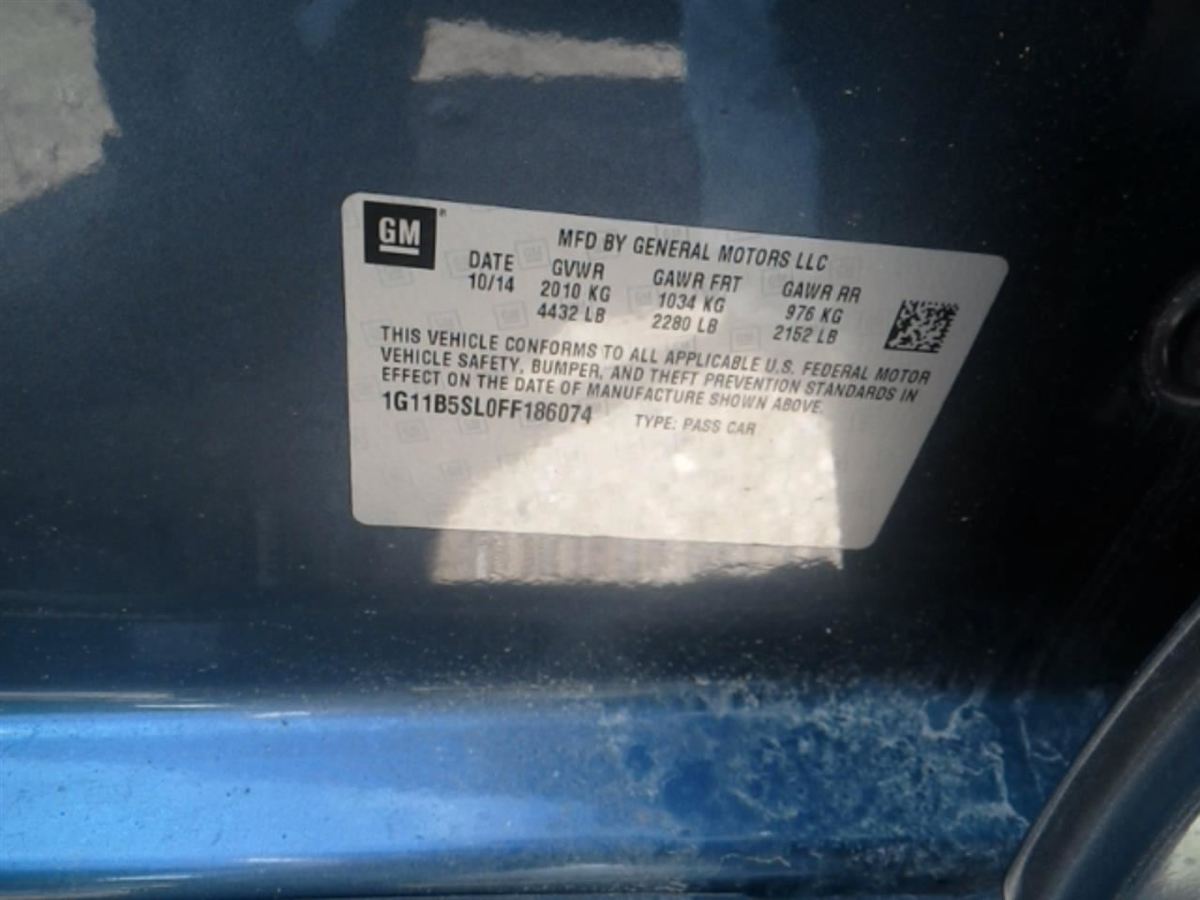 GM®
MFD BY GENERAL MOTORS LLC
DATE GVWR GAWR FRT GAWR RR
10/14 2010 KG 1034 KG 976 KG
4432 LB 2280 LB 2152 LB
THIS VEHICLE CONFORMS TO ALL APPLICABLE U.S. FEDERAL MOTOR
VEHICLE SAFETY, BUMPER, AND THEFT PREVENTION STANDARDS IN
EFFECT ON THE DATE OF MANUFACTURE SHOWN ABOVE.
1G11B5SL0FF186074 TYPE: PASS CAR